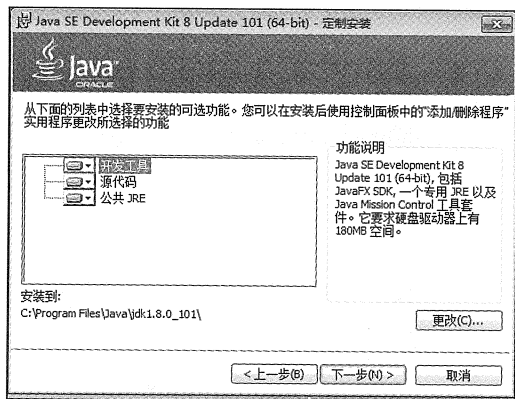 Java SE Development Kit 8 Update 101 (64-bit) - 定制安装
Java
ORACLE
从下面的列表中选择要安装的可选功能。您可以在安装后使用控制面板中的“添加/删除程序”
实用程序更改所选择的功能
开发工具
源代码
公共 JRE
功能说明
Java SE Development Kit 8
Update 101 (64-bit), 包括
JavaFX SDK, 一个专用 JRE 以及
Java Mission Control 工具套
件。它要求硬盘驱动器上有
180MB 空间。
安装到:
C:\Program Files\Java\jdk1.8.0_101\
更改(C)...
< 上一步(B)
下一步(N) >
取消